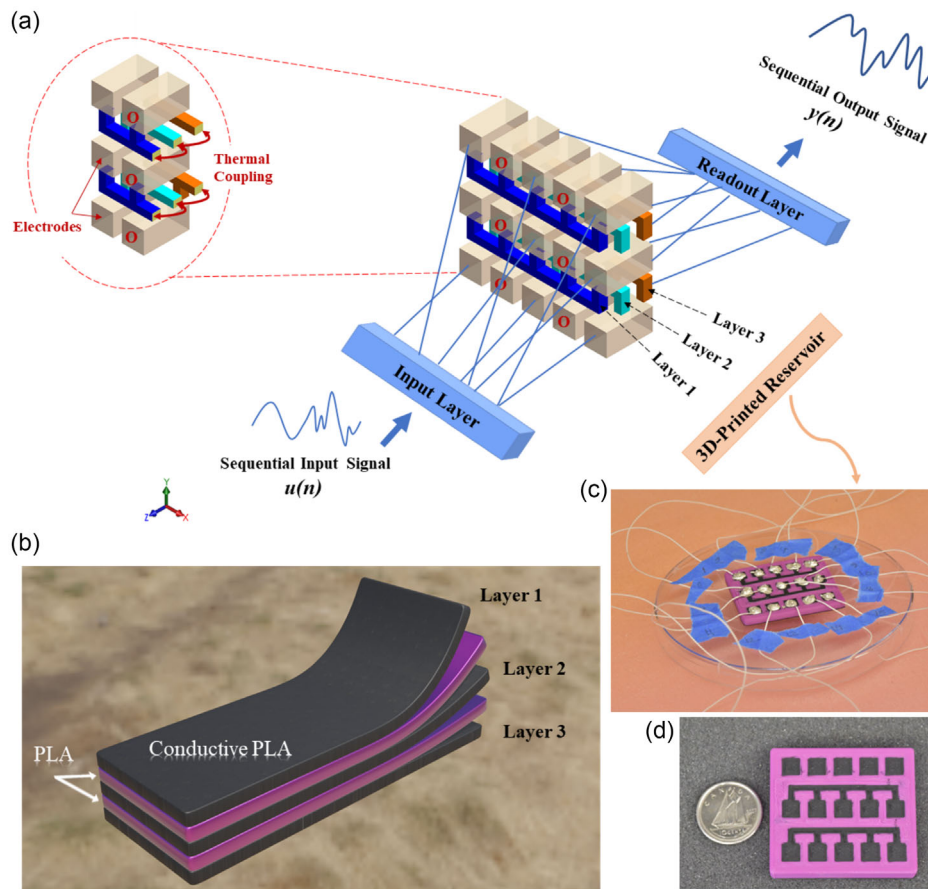 (a)
Sequential Output Signal
y(n)
Readout Layer
O
O
O
Thermal
Coupling
Electrodes
O
O
O
O
O
O
Layer 3
Layer 2
Layer 1
Input Layer
3D-Printed Reservoir
Sequential Input Signal
u(n)
Y
Z
X
(b)
Layer 1
Layer 2
Layer 3
PLA
Conductive PLA
(c)
(d)
CANADA